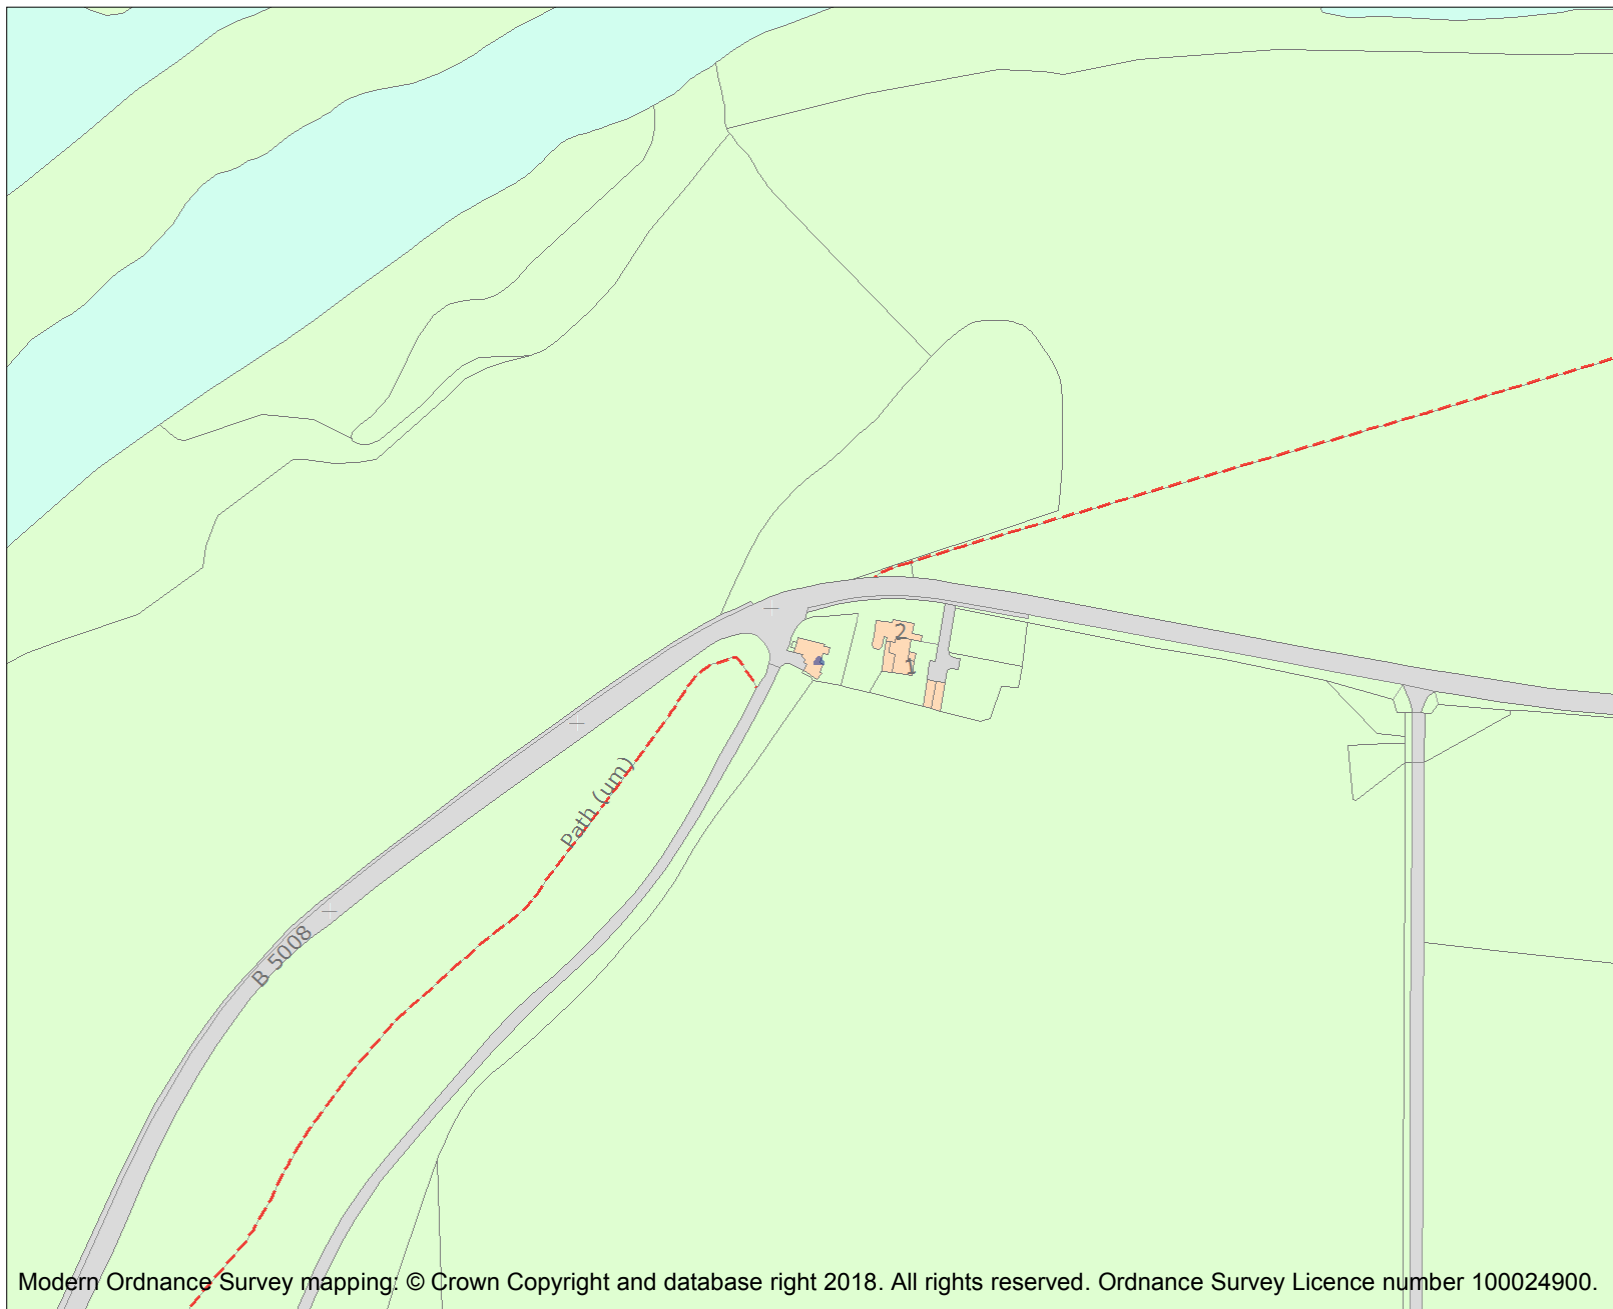 2
1
Path (um)
B 5008
Modern Ordnance Survey mapping: © Crown Copyright and database right 2018. All rights reserved. Ordnance Survey Licence number 100024900.